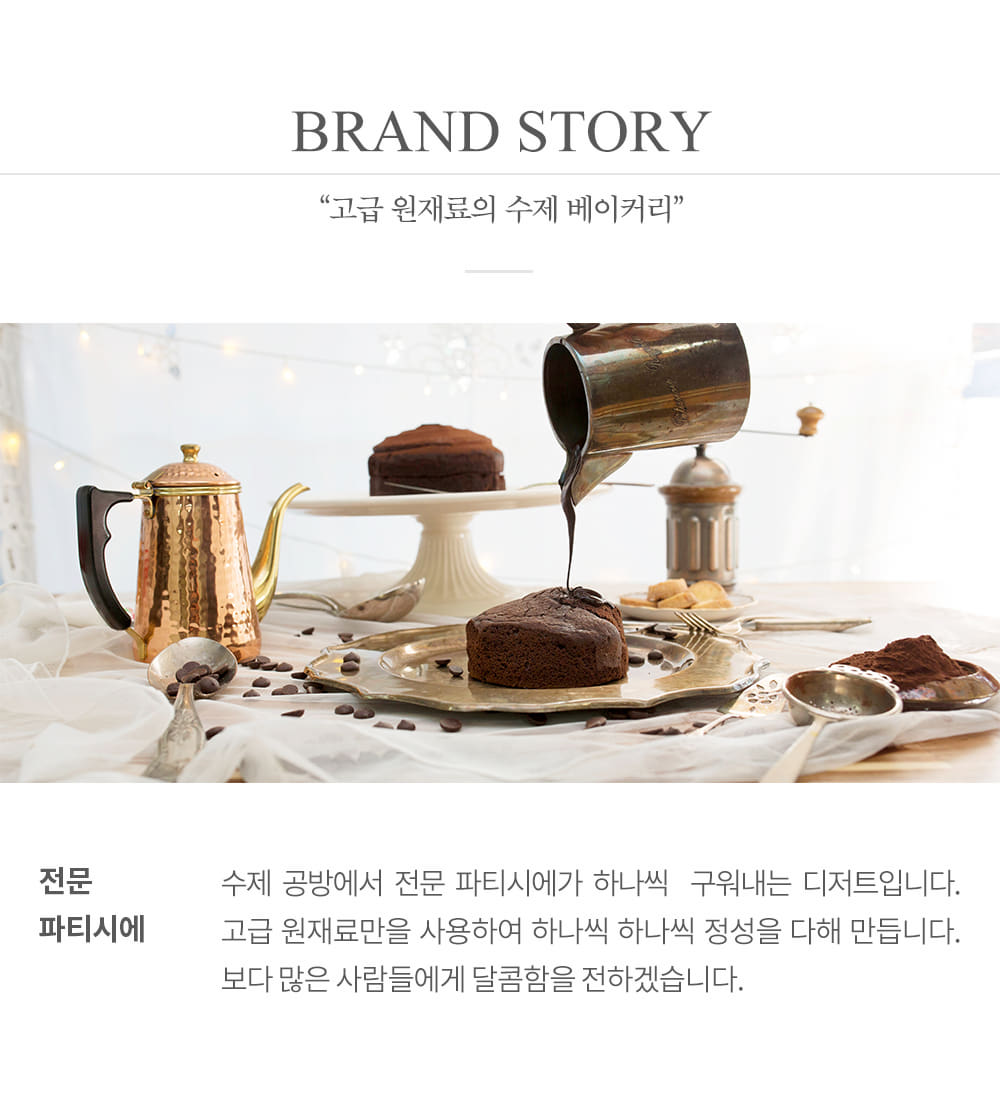 BRAND STORY
“고급 원재료의 수제 베이커리”
전문
파티시에
수제 공방에서 전문 파티시에가 하나씩 구워내는 디저트입니다.
고급 원재료만을 사용하여 하나씩 하나씩 정성을 다해 만듭니다.
보다 많은 사람들에게 달콤함을 전하겠습니다.